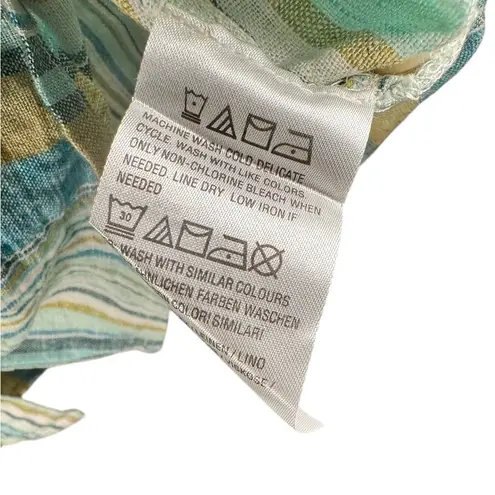 MACHINE WASH COLD DELICATE
CYCLE WASH WITH LIKE COLORS
ONLY NON-CHLORINE BLEACH WHEN
NEEDED LINE DRY LOW IRON IF
NEEDED
30
WASH WITH SIMILAR COLOURS
FARBEN WASCHEN
COLORI SIMILARI
/ LINO